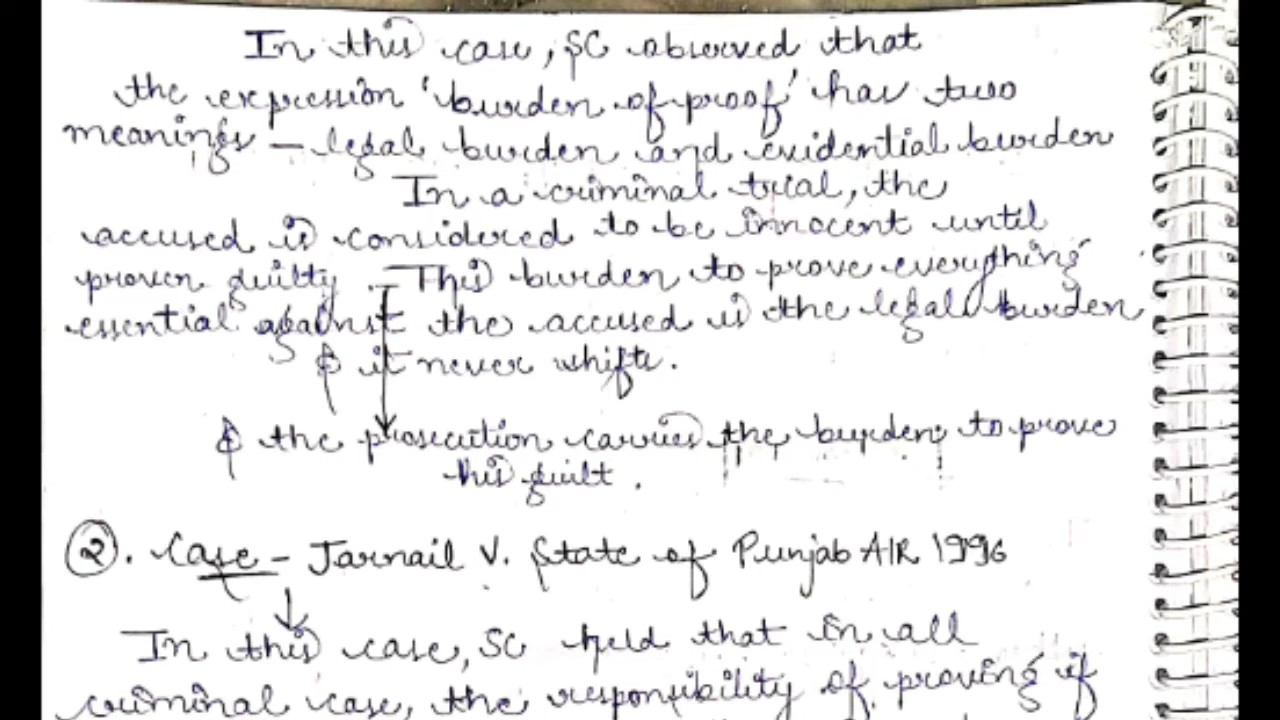 In this case, SC observed that
the expression 'burden of proof' has two
meanings – legal burden and evidential burden
In a criminal trial, the
accused is considered to be innocent until
proven guilty. This burden to prove everything
essential against the accused is the legal burden
& it never shifts.
& the prosecution carries the burden to prove
his guilt.
2. Case – Jarnail V. State of Punjab AIR 1996
In this case, SC held that in all
criminal case, the responsibility of proving if